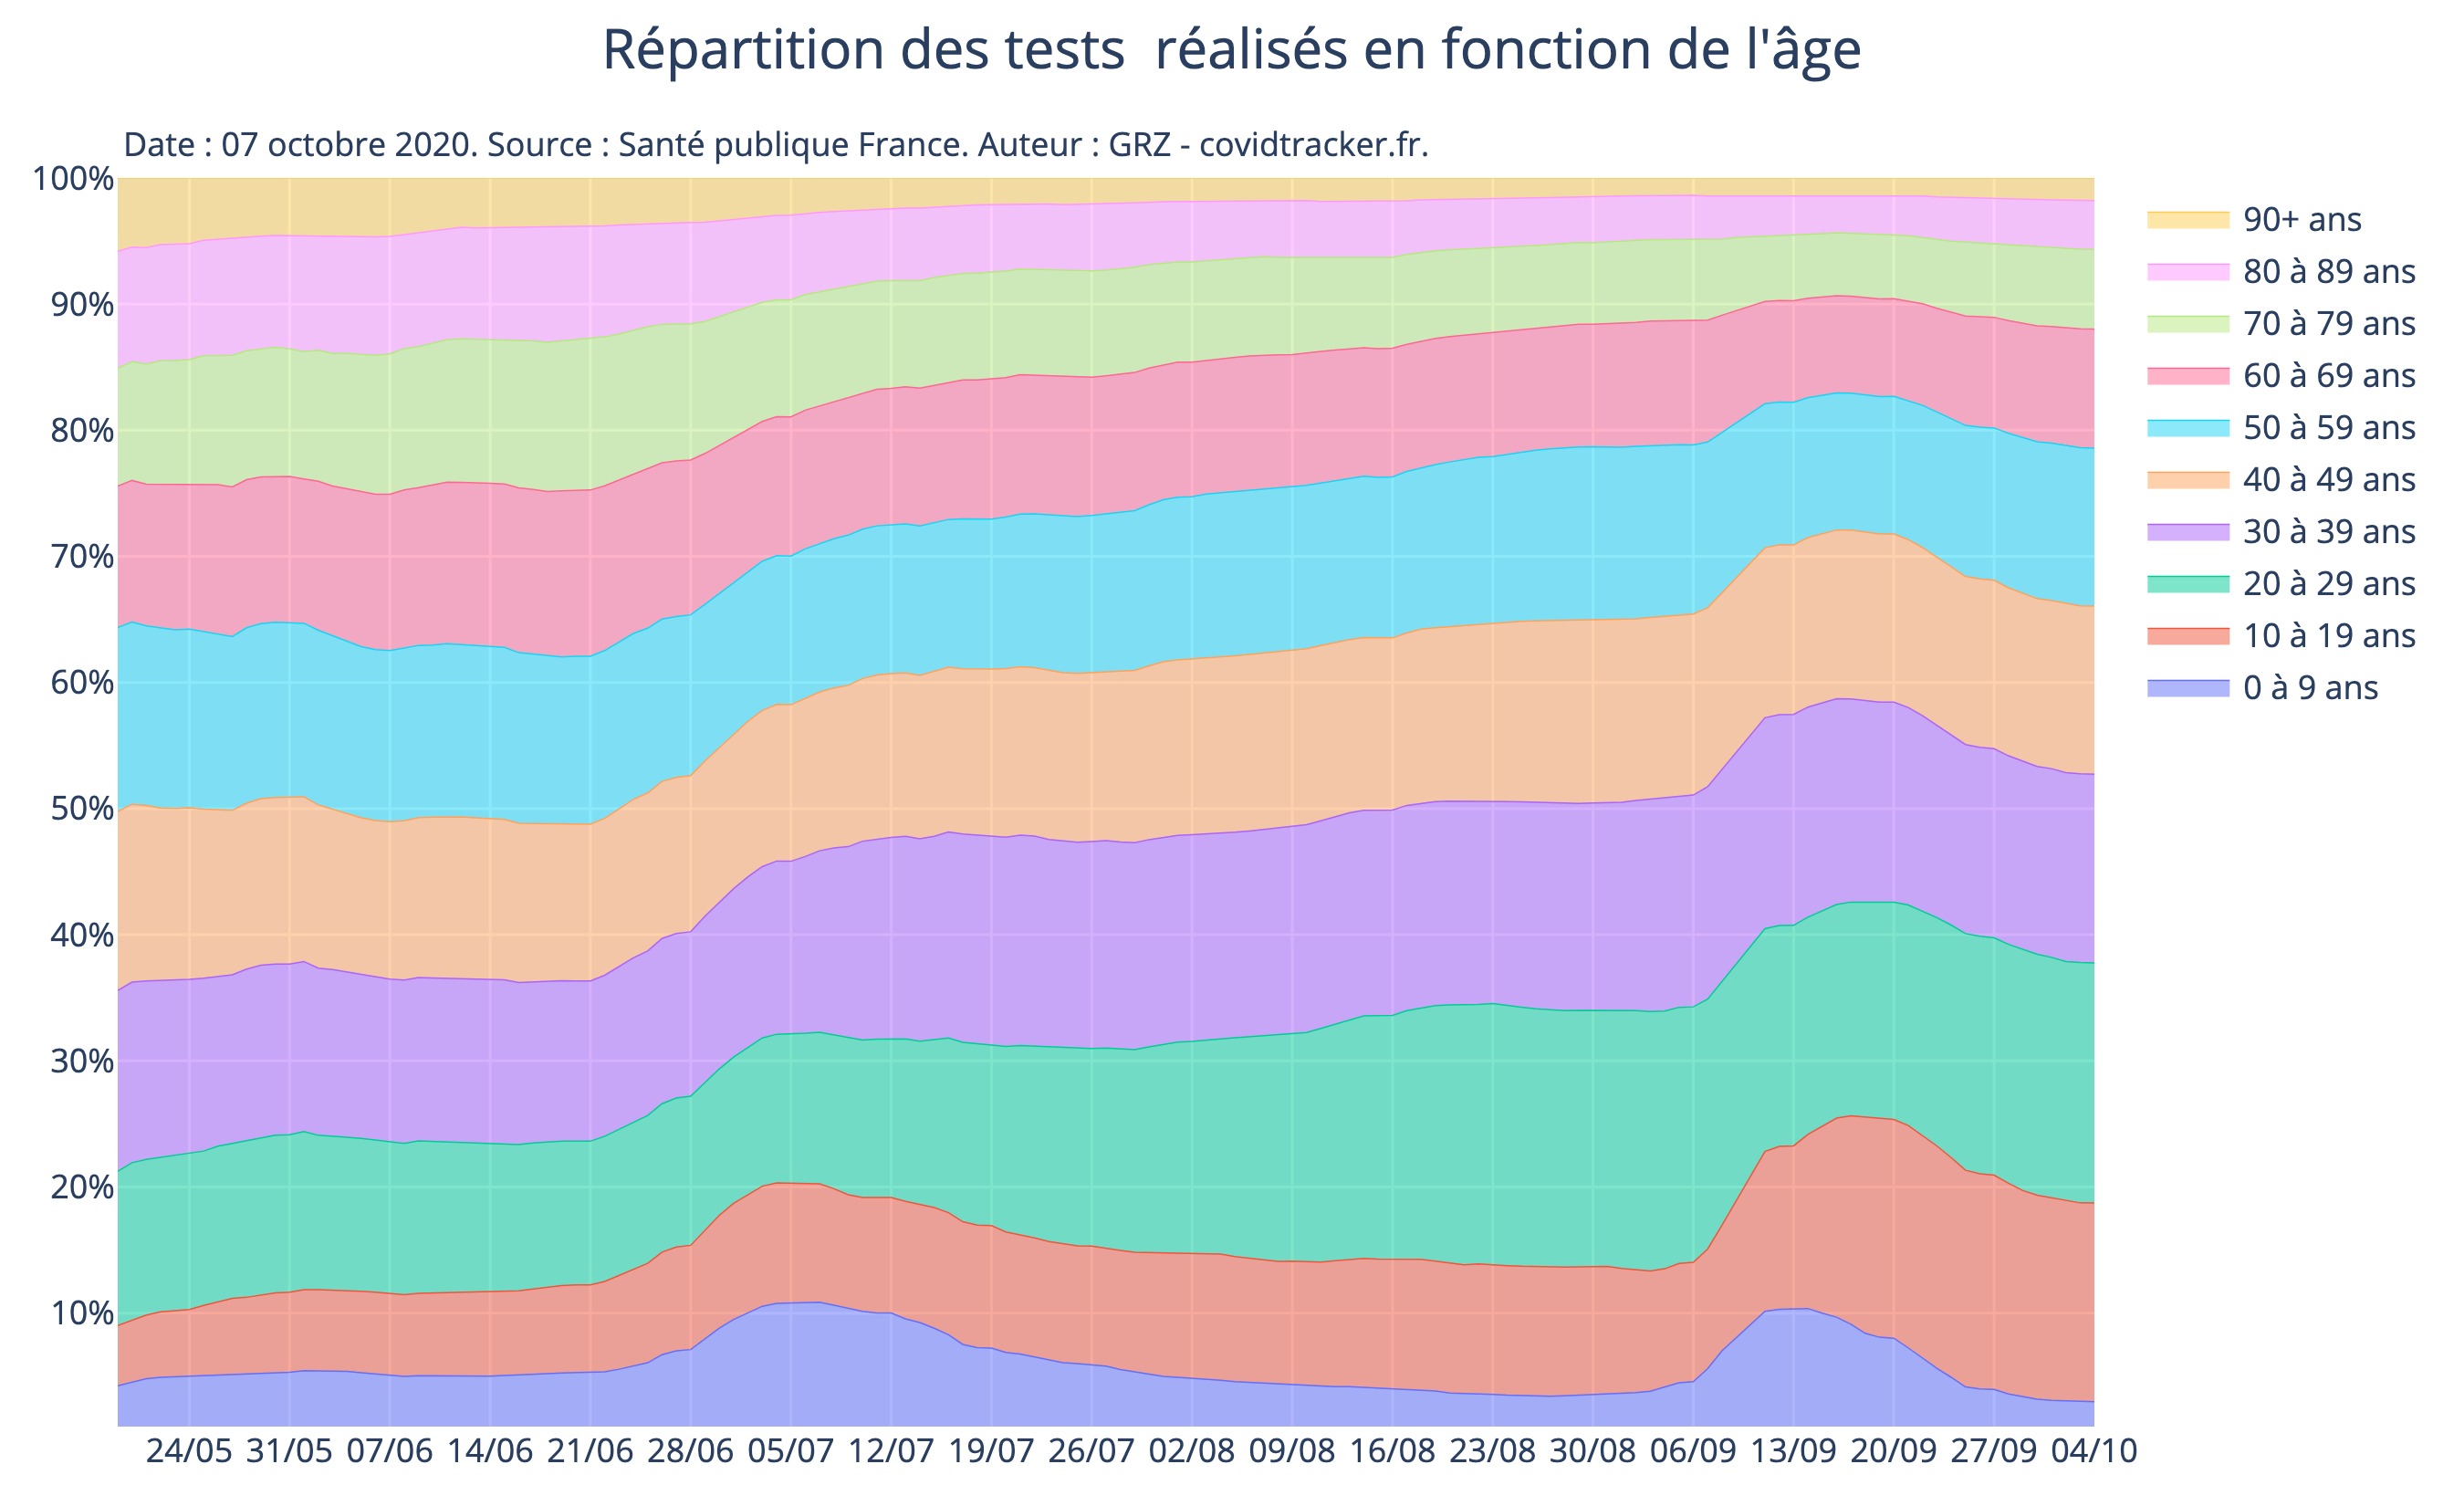 Répartition des tests  réalisés en fonction de l'âge
Date : 07 octobre 2020. Source : Santé publique France. Auteur : GRZ - covidtracker.fr.
100%
90%
80%
70%
60%
50%
40%
30%
20%
10%
24/05 31/05 07/06 14/06 21/06 28/06 05/07 12/07 19/07 26/07 02/08 09/08 16/08 23/08 30/08 06/09 13/09 20/09 27/09 04/10
90+ ans
80 à 89 ans
70 à 79 ans
60 à 69 ans
50 à 59 ans
40 à 49 ans
30 à 39 ans
20 à 29 ans
10 à 19 ans
0 à 9 ans